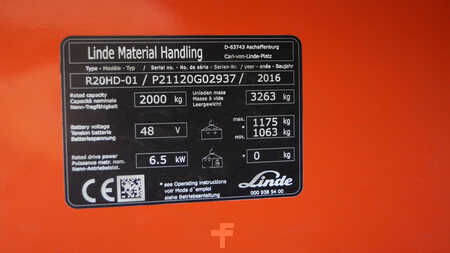 Linde Material Handling
D-63743 Aschaffenburg
Carl-von-Linde-Platz
Type - Modèle - Typ / Serial no. - No. de série - Serien-Nr. / year - année - Baujahr
R20HD-01 / P21120G02937 / 2016
Rated capacity
Capacité nominale
Nenn-Tragfähigkeit
2000 kg
Unladen mass
Masse à vide
Leergewicht
3263 kg
Battery voltage
Tension batterie
Batteriespannung
48 V
max. 1175 kg
min. 1063 kg
Rated drive power
Puissance motr. nom.
Nenn-Antriebsleist.
6.5 kW
* 0 kg
CE
* see Operating instructions
voir Mode d'emploi
siehe Betriebsanleitung
Linde
000 938 54 00